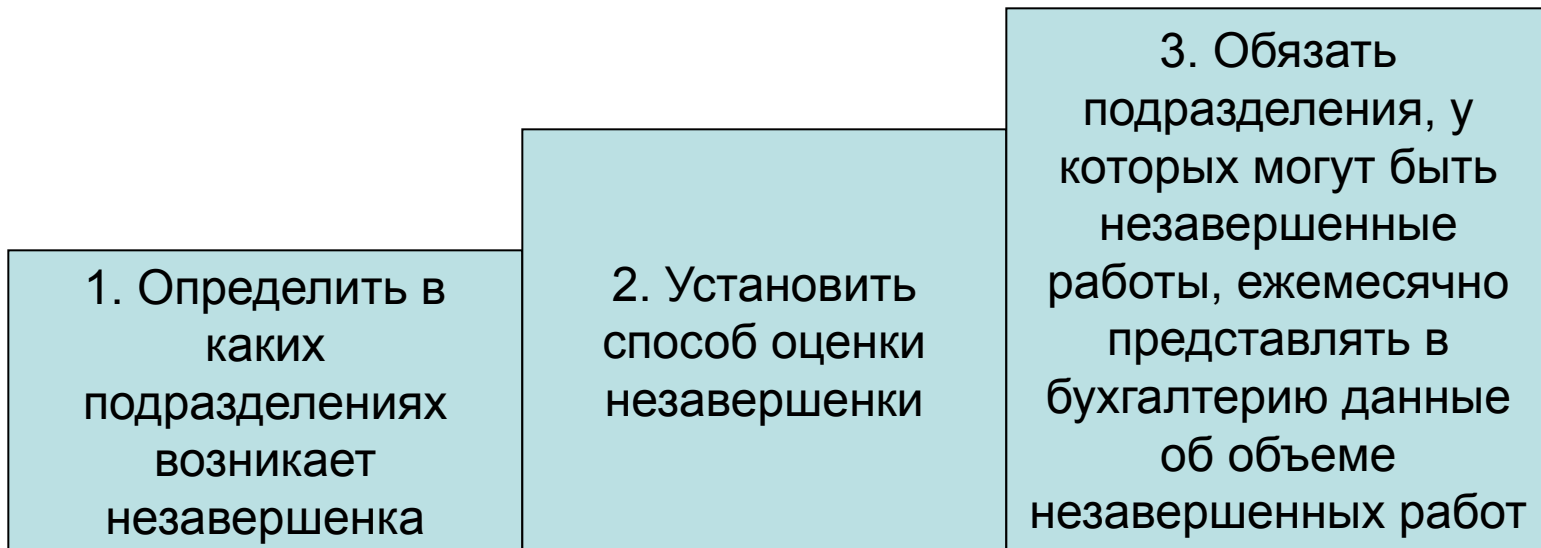 1. Определить в
каких
подразделениях
возникает
незавершенка
2. Установить
способ оценки
незавершенки
3. Обязать
подразделения, у
которых могут быть
незавершенные
работы, ежемесячно
представлять в
бухгалтерию данные
об объеме
незавершенных работ